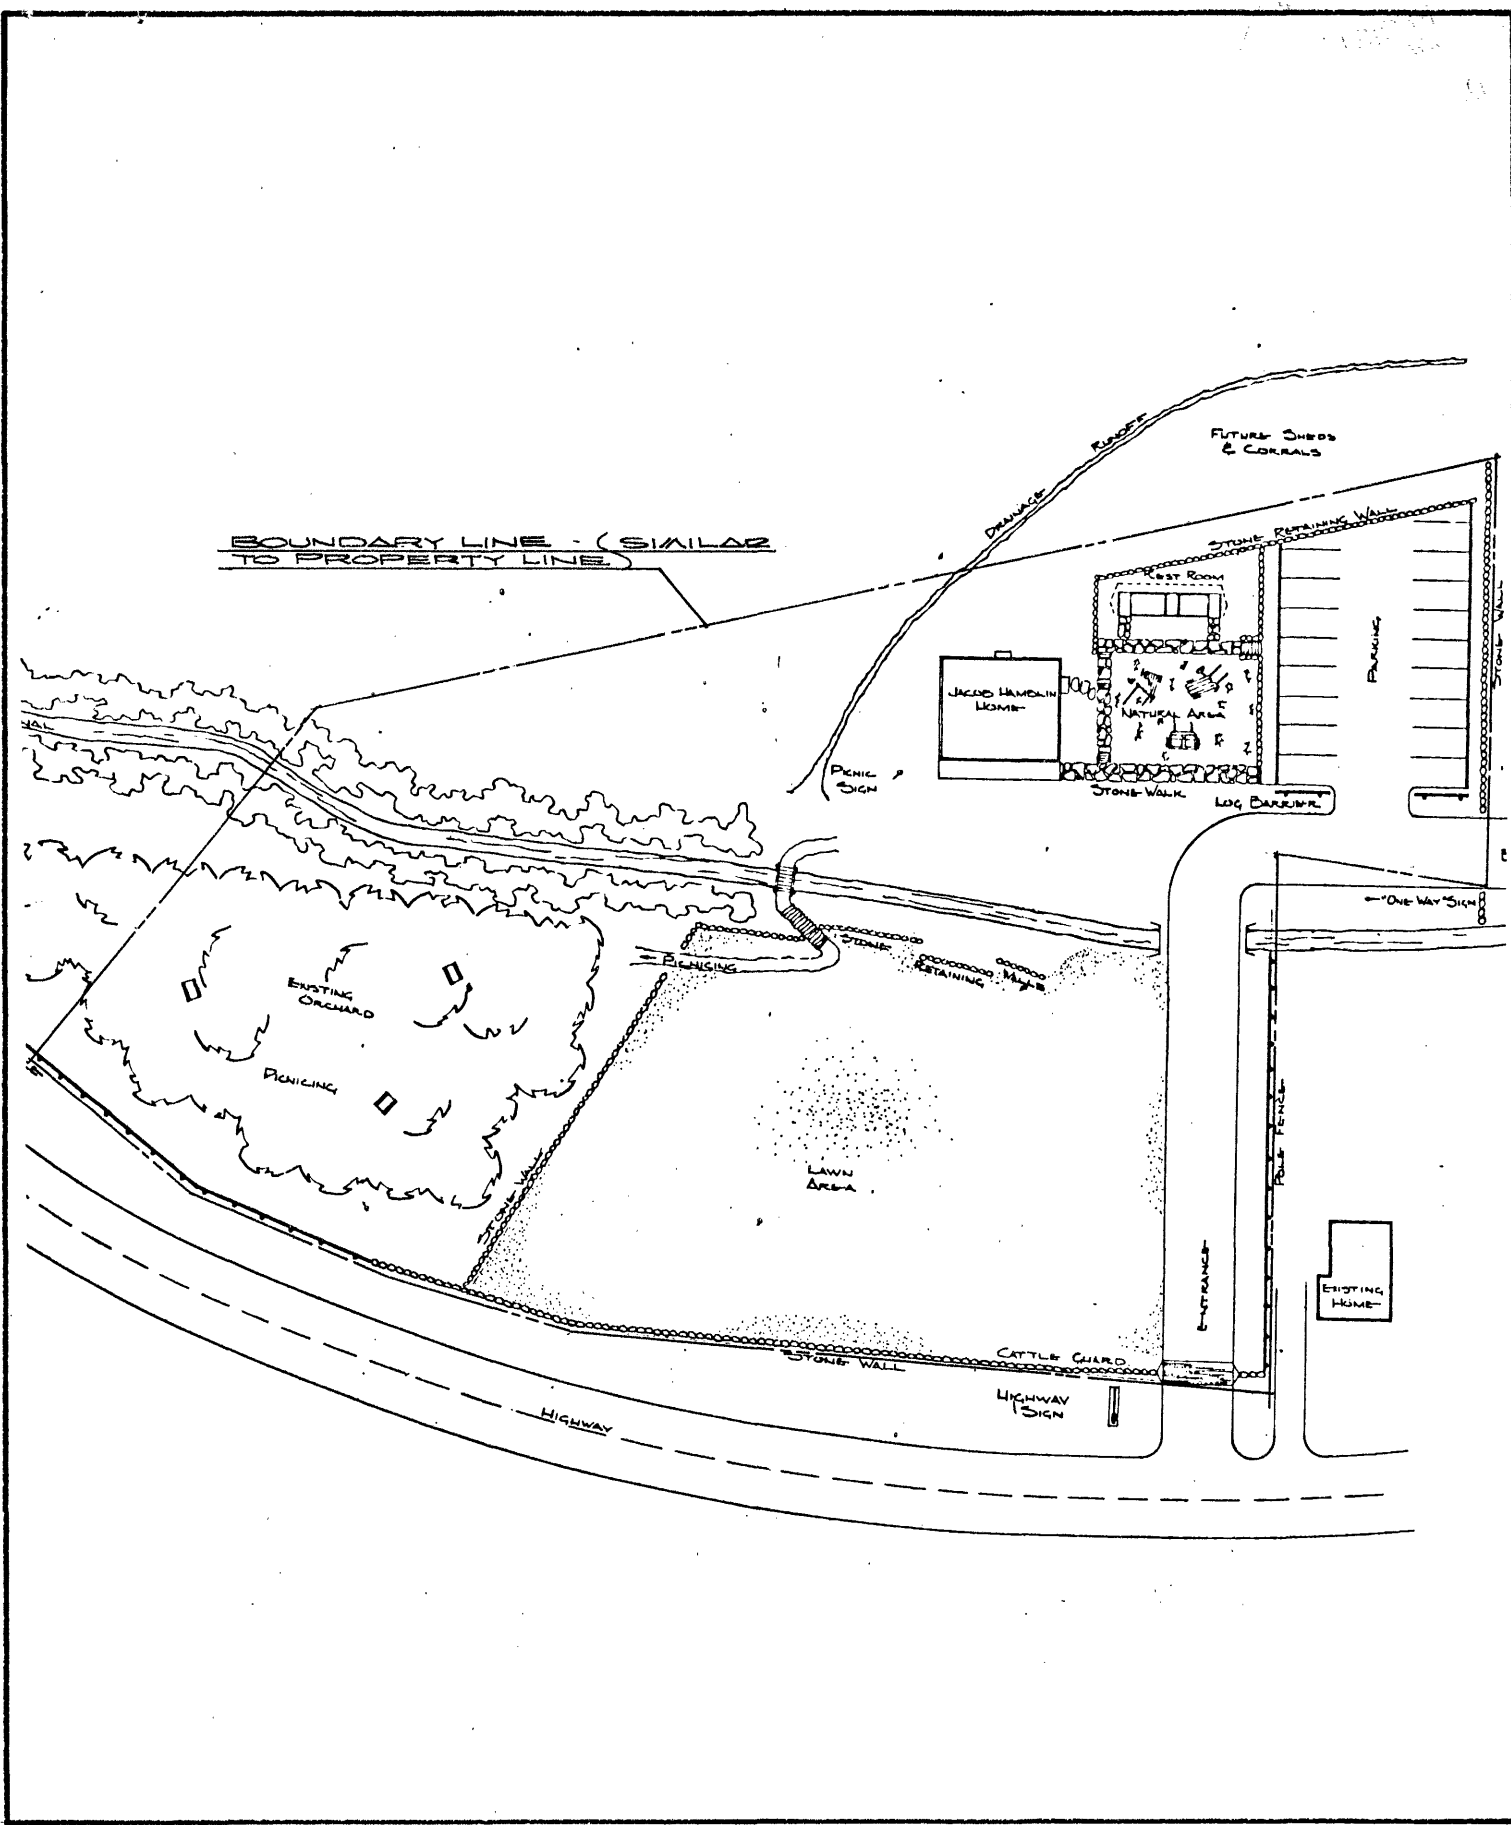 RUNOFF
FUTURE SHEDS
& CORRALS
DRAINAGE
STONE RETAINING WALL
BOUNDARY LINE - (SIMILAR
TO PROPERTY LINE)
REST ROOM
STONE WALL
PARKING
JACOB HAMBLIN
HOME
NATURAL AREA
NAL
PICNIC
SIGN
STONE WALK
LOG BARRIER
←"ONE WAY" SIGN
STONE
← PICNICING
RETAINING WALLS
EXISTING
ORCHARD
PICNICING
POLE FENCE
LAWN
AREA
STONE WALL
ENTRANCE
EXISTING
HOME
CATTLE GUARD
STONE WALL
HIGHWAY
SIGN
HIGHWAY